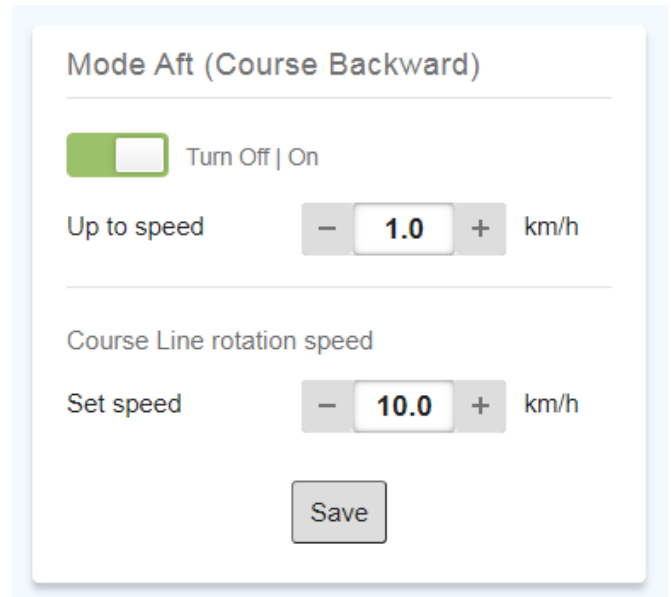 Mode Aft (Course Backward)
Turn Off | On
Up to speed − 1.0 + km/h
Course Line rotation speed
Set speed − 10.0 + km/h
Save